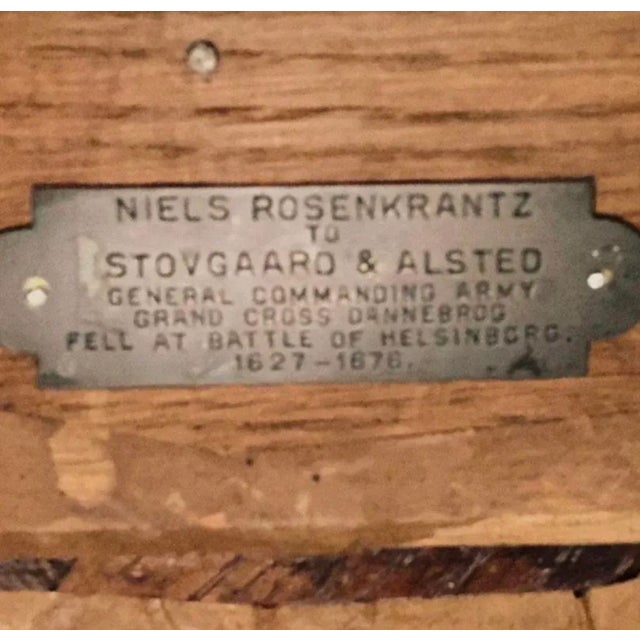 NIELS ROSENKRANTZ
TO
STOVGAARD & ALSTED
GENERAL COMMANDING ARMY
GRAND CROSS DANNEBROG
FELL AT BATTLE OF HELSINBORG.
1627-1676.